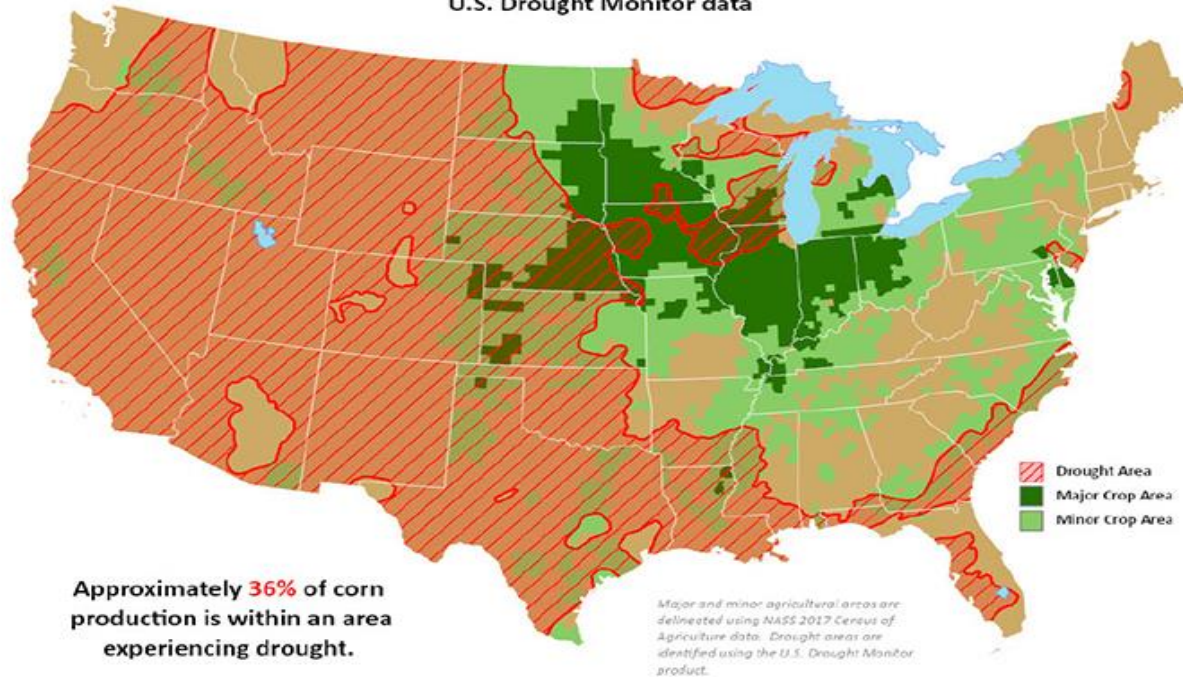 U.S. Drought Monitor data
Drought Area
Major Crop Area
Minor Crop Area
Approximately 36% of corn
production is within an area
experiencing drought.
Major and minor agricultural areas are
delineated using NASS 2017 Census of
Agriculture data. Drought areas are
identified using the U.S. Drought Monitor
product.